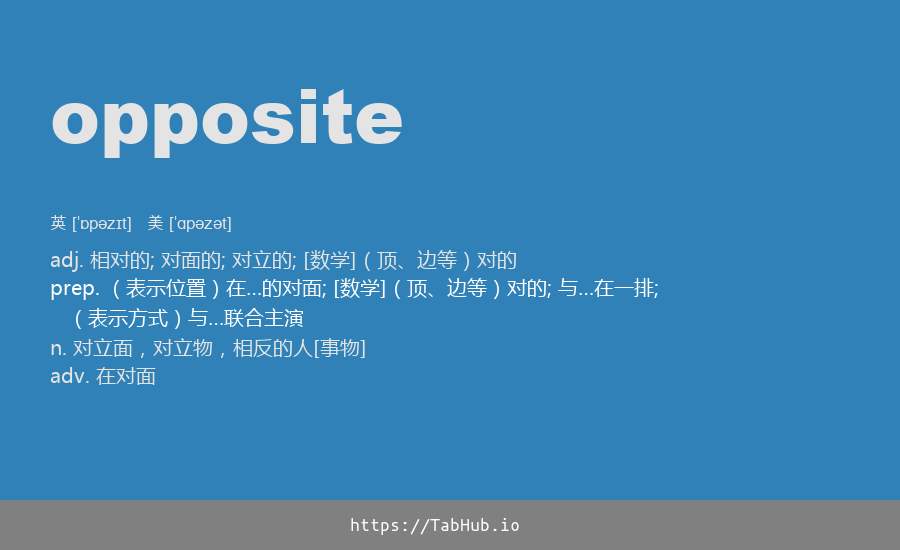 opposite
英 [ˈɒpəzɪt] 美 [ˈɑpəzət]
adj. 相对的; 对面的; 对立的; [数学]（顶、边等）对的
prep. （表示位置）在…的对面; [数学]（顶、边等）对的; 与…在一排;
（表示方式）与…联合主演
n. 对立面，对立物，相反的人[事物]
adv. 在对面
https://TabHub.io